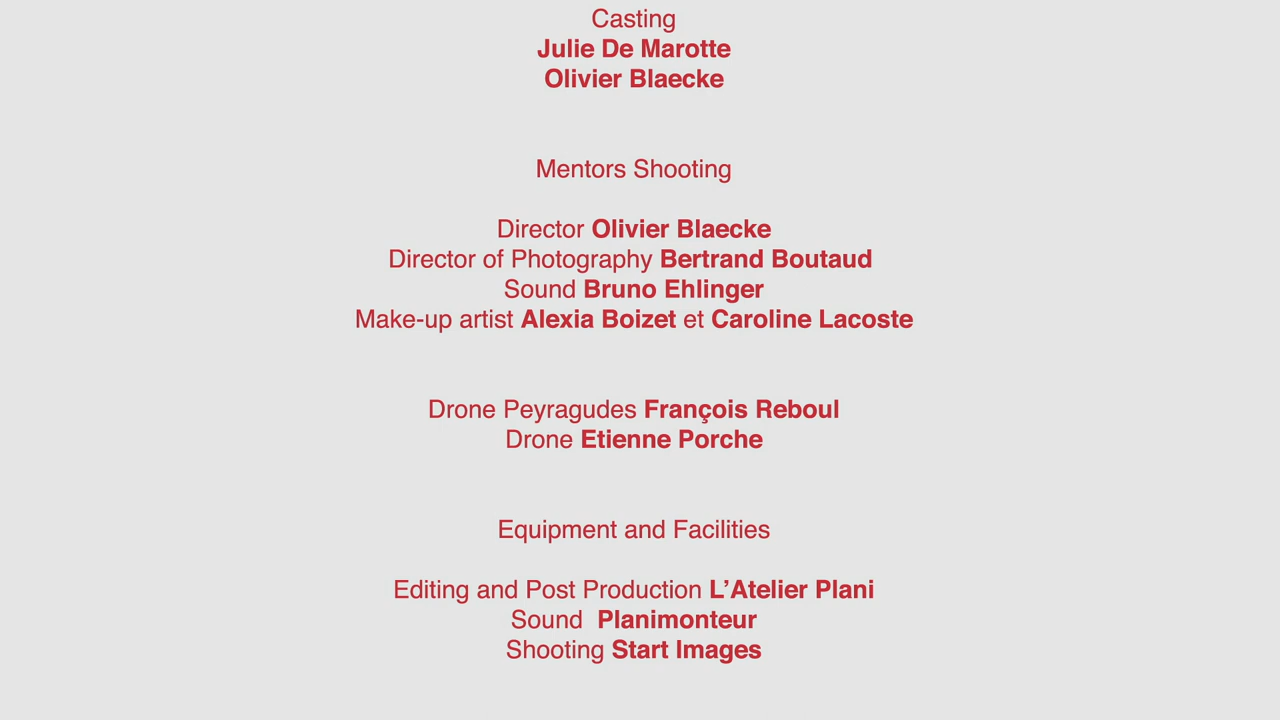 Casting
Julie De Marotte
Olivier Blaecke
Mentors Shooting
Director Olivier Blaecke
Director of Photography Bertrand Boutaud
Sound Bruno Ehlinger
Make-up artist Alexia Boizet et Caroline Lacoste
Drone Peyragudes François Reboul
Drone Etienne Porche
Equipment and Facilities
Editing and Post Production L’Atelier Plani
Sound  Planimonteur
Shooting Start Images